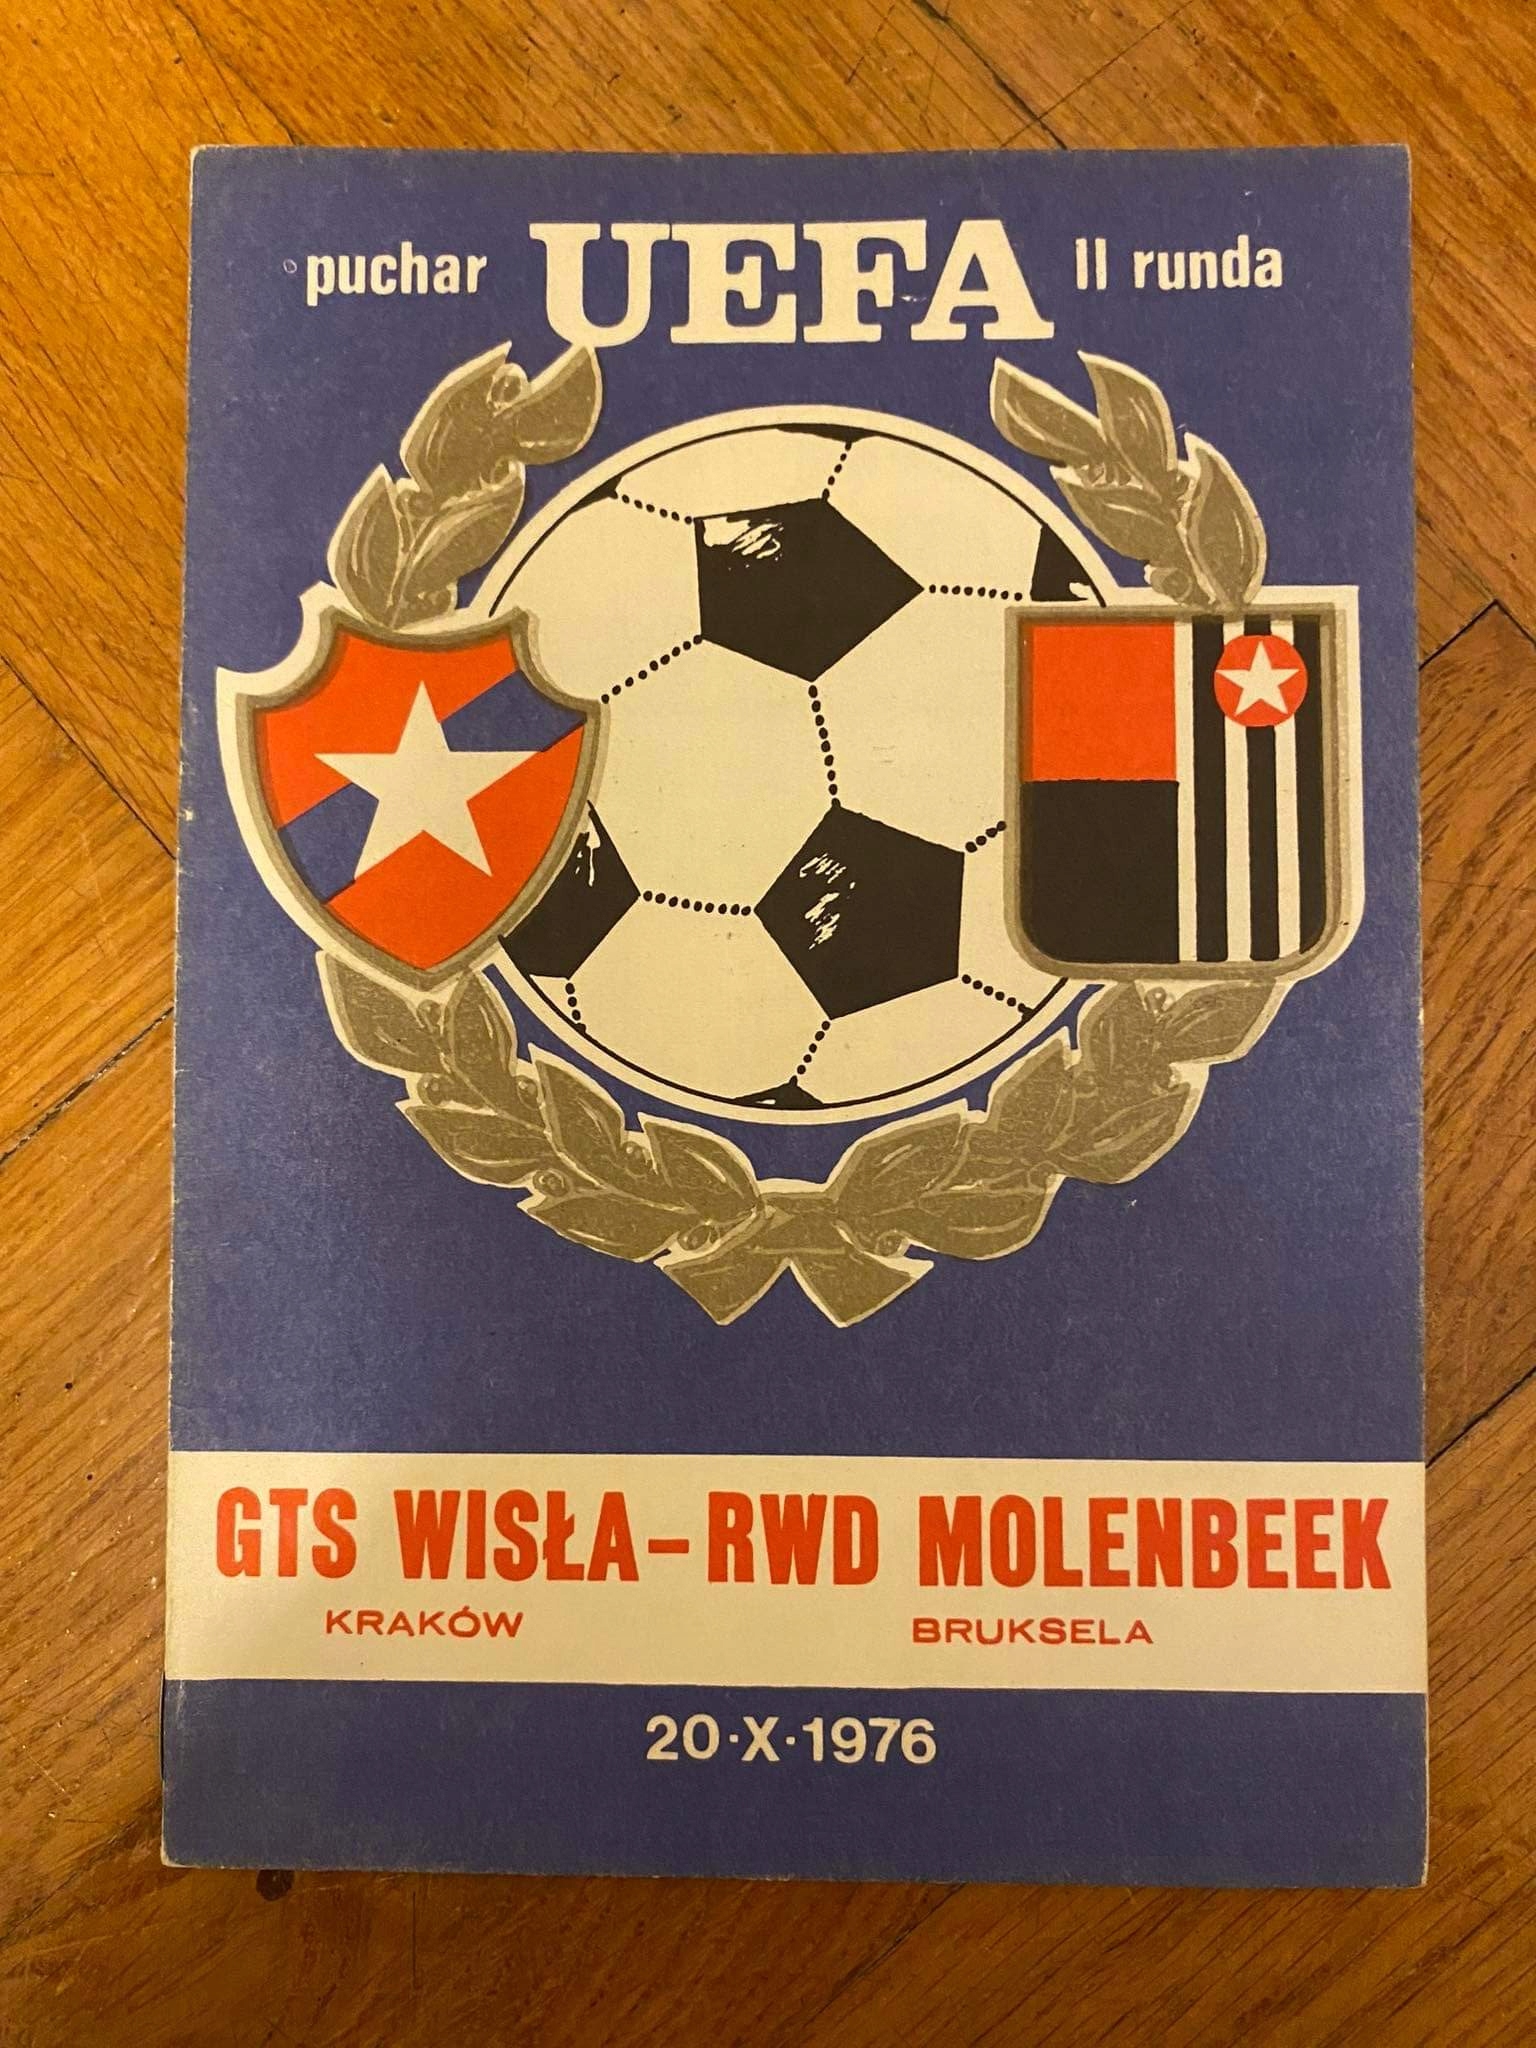 puchar UEFA II runda
GTS WISŁA – RWD MOLENBEEK
KRAKÓW BRUKSELA
20·X·1976